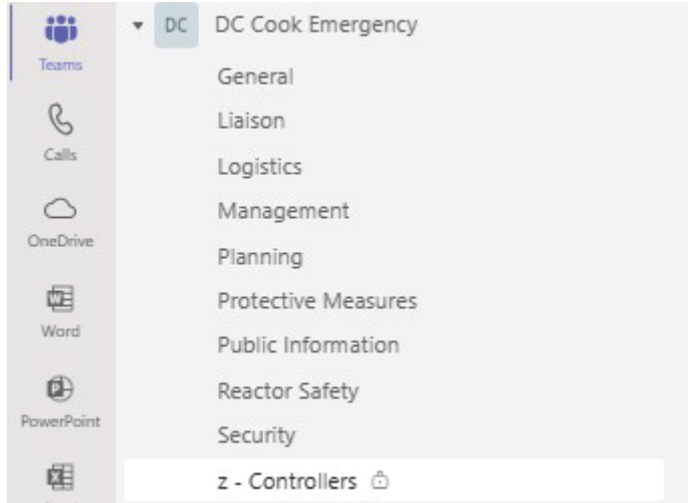 Teams
Calls
OneDrive
Word
PowerPoint
DC DC Cook Emergency
General
Liaison
Logistics
Management
Planning
Protective Measures
Public Information
Reactor Safety
Security
z - Controllers